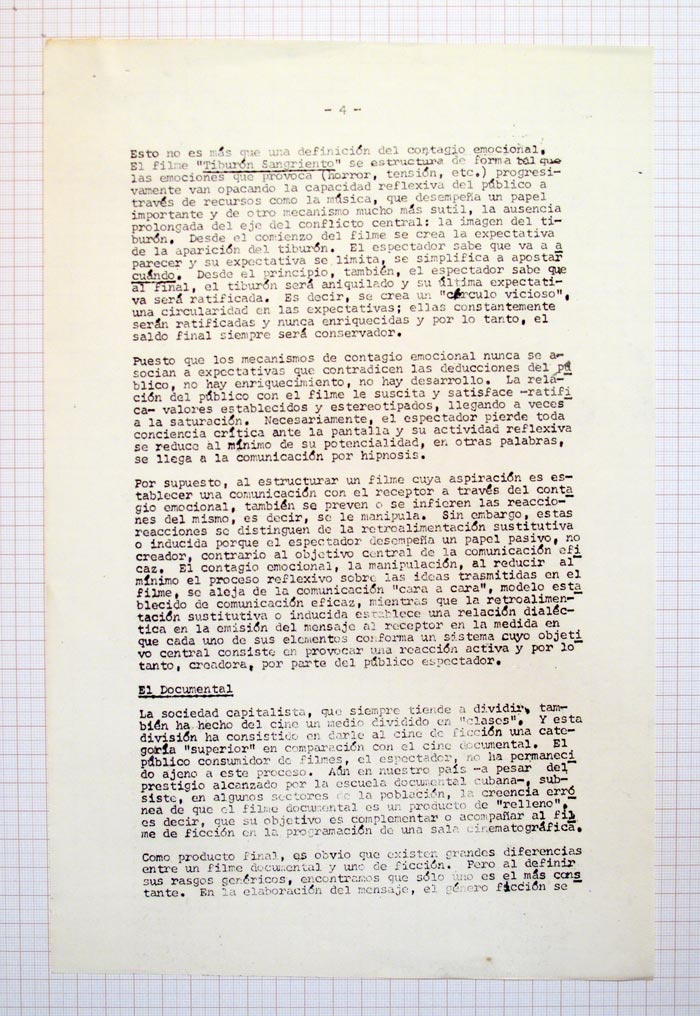 - 4 -
Esto no es más que una definición del contagio emocional.
El filme "Tiburón Sangriento" se estructura de forma tal que
las emociones que provoca (horror, tensión, etc.) progresi-
vamente van opacando la capacidad reflexiva del público a
través de recursos como la música, que desempeña un papel
importante y de otro mecanismo mucho más sutil, la ausencia
prolongada del eje del conflicto central: la imagen del ti-
burón. Desde el comienzo del filme se crea la expectativa
de la aparición del tiburón. El espectador sabe que va a a
parecer y su expectativa se limita, se simplifica a apostar
cuándo. Desde el principio, también, el espectador sabe que
al final, el tiburón será aniquilado y su última expectati-
va será ratificada. Es decir, se crea un "círculo vicioso",
una circularidad en las expectativas; ellas constantemente
serán ratificadas y nunca enriquecidas y por lo tanto, el
saldo final siempre será conservador.
Puesto que los mecanismos de contagio emocional nunca se a-
socian a expectativas que contradicen las deducciones del pú
blico, no hay enriquecimiento, no hay desarrollo. La rela-
ción del público con el filme le suscita y satisface -ratifi
ca- valores establecidos y estereotipados, llegando a veces
a la saturación. Necesariamente, el espectador pierde toda
conciencia crítica ante la pantalla y su actividad reflexiva
se reduce al mínimo de su potencialidad, en otras palabras,
se llega a la comunicación por hipnosis.
Por supuesto, al estructurar un filme cuya aspiración es es-
tablecer una comunicación con el receptor a través del conta
gio emocional, también se preven o se infieren las reaccio-
nes del mismo, es decir, se le manipula. Sin embargo, estas
reacciones se distinguen de la retroalimentación sustitutiva
o inducida porque el espectador desempeña un papel pasivo, no
creador, contrario al objetivo central de la comunicación efi
caz. El contagio emocional, la manipulación, al reducir al
mínimo el proceso reflexivo sobre las ideas trasmitidas en el
filme, se aleja de la comunicación "cara a cara", modelo esta
blecido de comunicación eficaz, mientras que la retroalimen-
tación sustitutiva o inducida establece una relación dialéc-
tica en la emisión del mensaje al receptor en la medida en
que cada uno de sus elementos conforma un sistema cuyo objeti
vo central consiste en provocar una reacción activa y por lo
tanto, creadora, por parte del público espectador.
El Documental
La sociedad capitalista, que siempre tiende a dividir, tam-
bién ha hecho del cine un medio dividido en "clases". Y esta
división ha consistido en darle al cine de ficción una cate-
goría "superior" en comparación con el cine documental. El
público consumidor de filmes, el espectador, no ha permaneci
do ajeno a este proceso. Aún en nuestro país -a pesar del
prestigio alcanzado por la escuela documental cubana-, sub-
siste, en algunos sectores de la población, la creencia erró
nea de que el filme documental es un producto de "relleno",
es decir, que su objetivo es complementar o acompañar al fil
me de ficción en la programación de una sala cinematográfica.
Como producto final, es obvio que existen grandes diferencias
entre un filme documental y uno de ficción. Pero al definir
sus rasgos genéricos, encontramos que sólo uno es el más cons
tante. En la elaboración del mensaje, el género ficción se